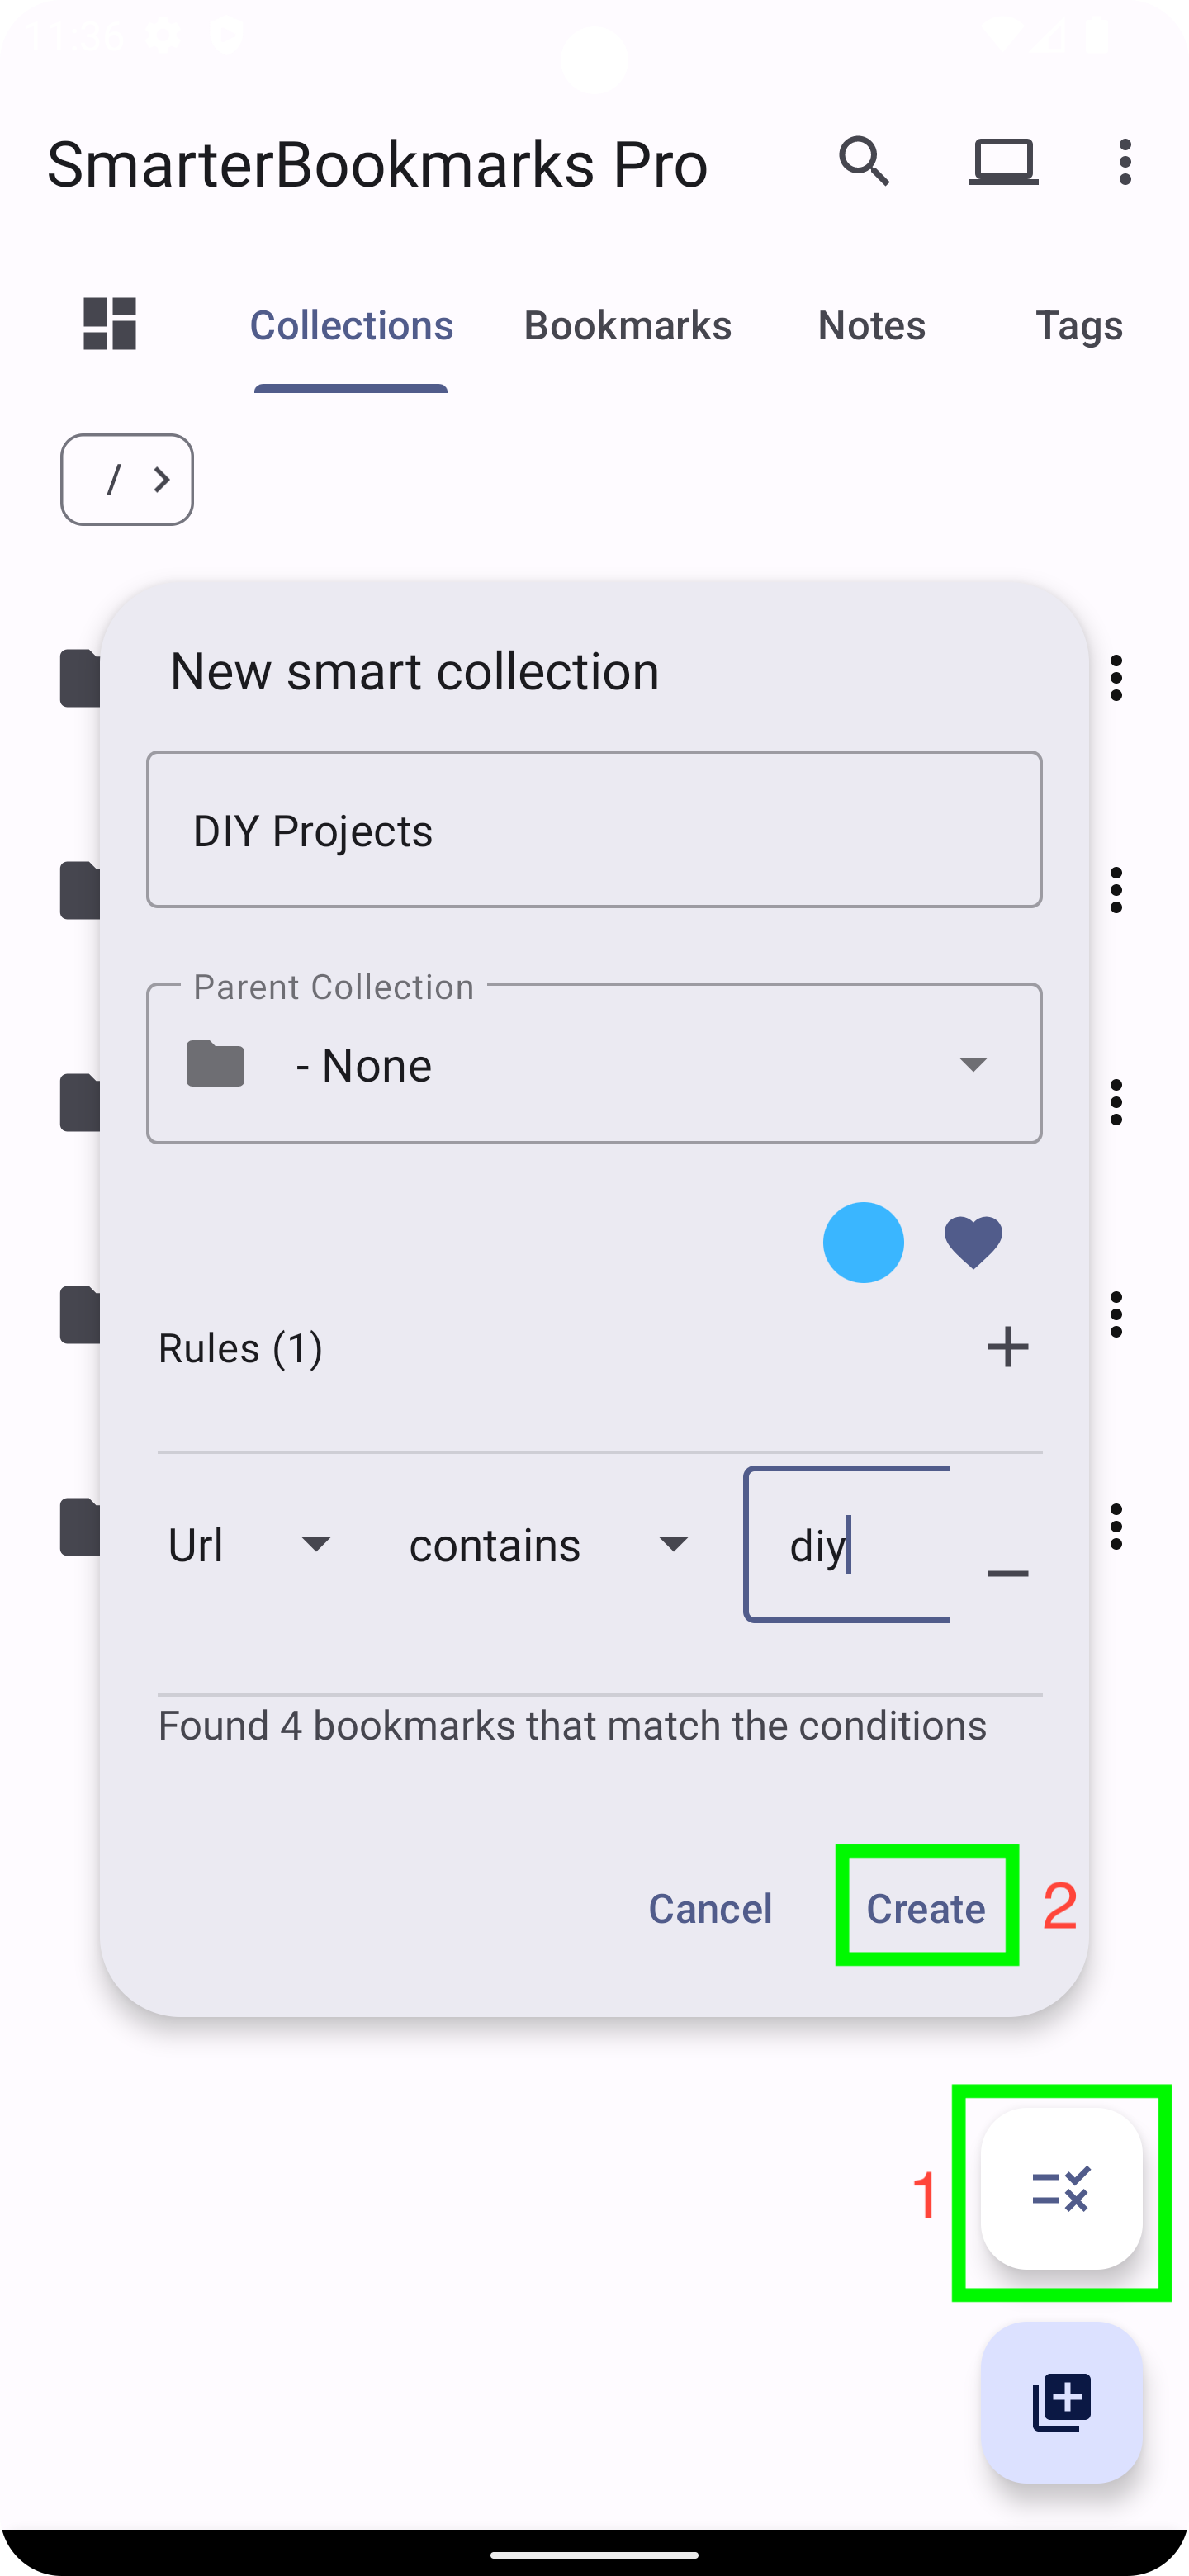 11:36
SmarterBookmarks Pro
Collections Bookmarks Notes Tags
/
New smart collection
DIY Projects
Parent Collection
- None
Rules (1)
Url contains diy
Found 4 bookmarks that match the conditions
Cancel Create 2
1